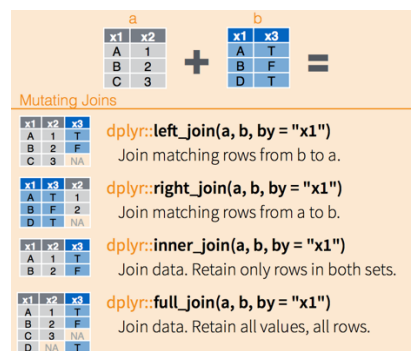 a b
x1 x2 x1 x3
A 1 A T
B 2 + B F =
C 3 D T
Mutating Joins
x1 x2 x3
A 1 T
B 2 F
C 3 NA
dplyr::left_join(a, b, by = "x1")
Join matching rows from b to a.
x1 x3 x2
A T 1
B F 2
D T NA
dplyr::right_join(a, b, by = "x1")
Join matching rows from a to b.
x1 x2 x3
A 1 T
B 2 F
dplyr::inner_join(a, b, by = "x1")
Join data. Retain only rows in both sets.
x1 x2 x3
A 1 T
B 2 F
C 3 NA
D NA T
dplyr::full_join(a, b, by = "x1")
Join data. Retain all values, all rows.